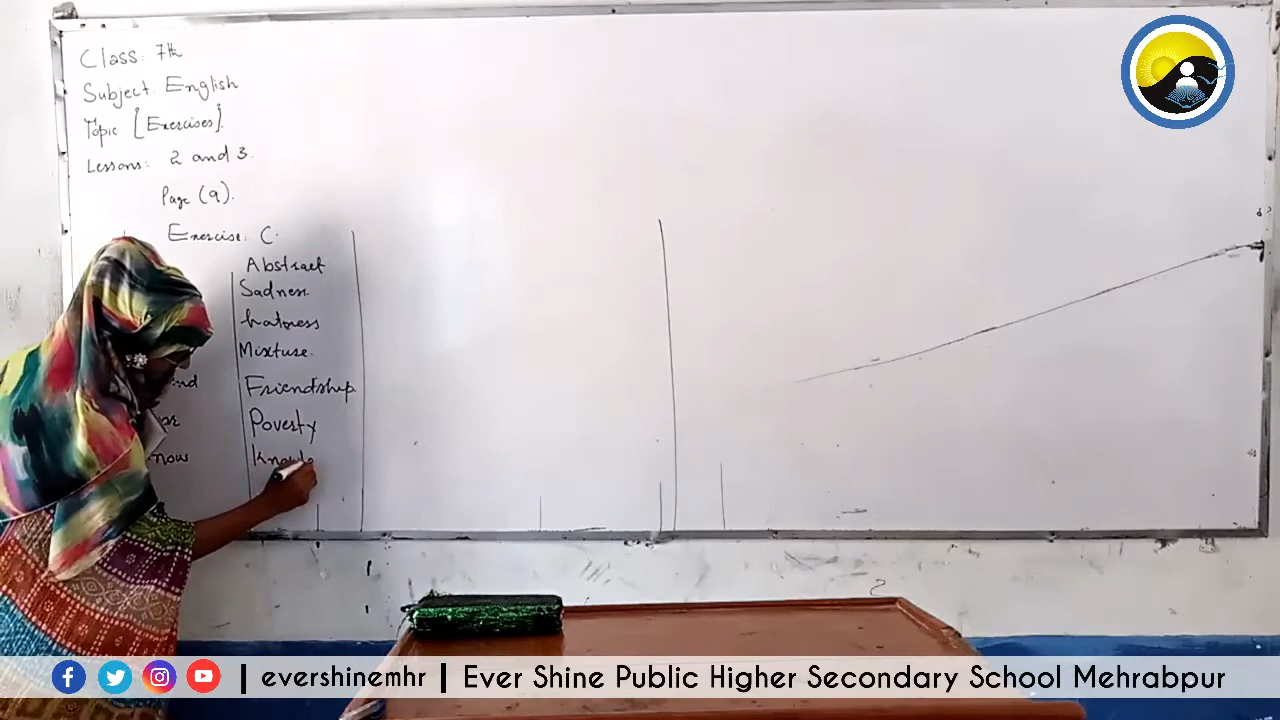 Class: 7th
Subject English
Topic [Exercises].
Lessons: 2 and 3.
Page (9).
Exercise: C.
Abstract
Sadness.
Mixture.
Friendship.
Poverty
now Knowle
| evershinemhr | Ever Shine Public Higher Secondary School Mehrabpur